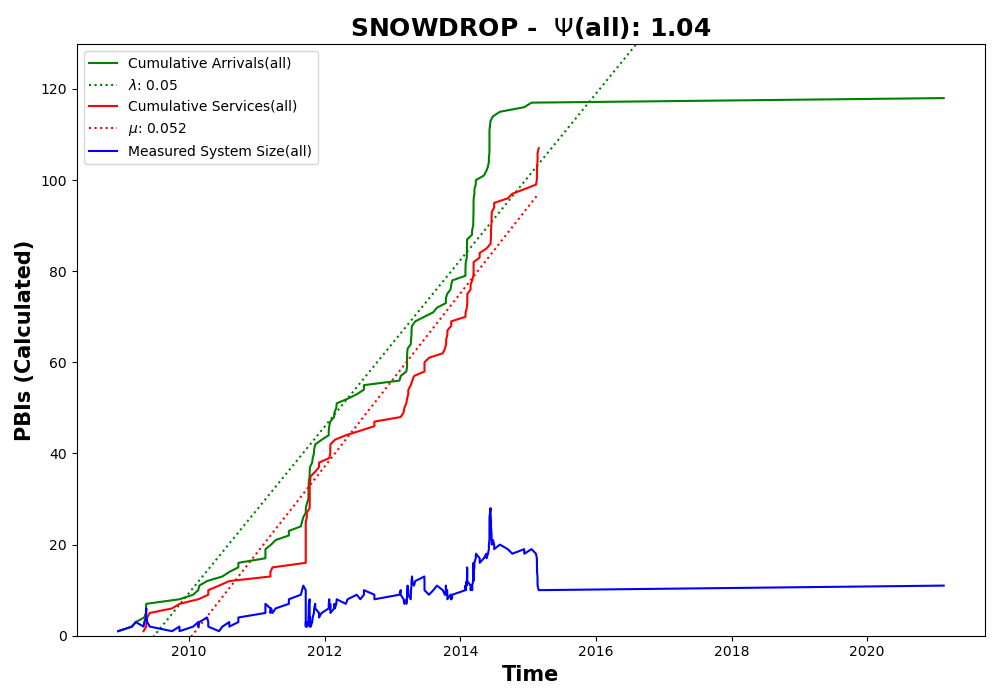 SNOWDROP - Ψ(all): 1.04
Cumulative Arrivals(all)
λ: 0.05
Cumulative Services(all)
μ: 0.052
Measured System Size(all)
PBIs (Calculated)
120
100
80
60
40
20
0
2010 2012 2014 2016 2018 2020
Time